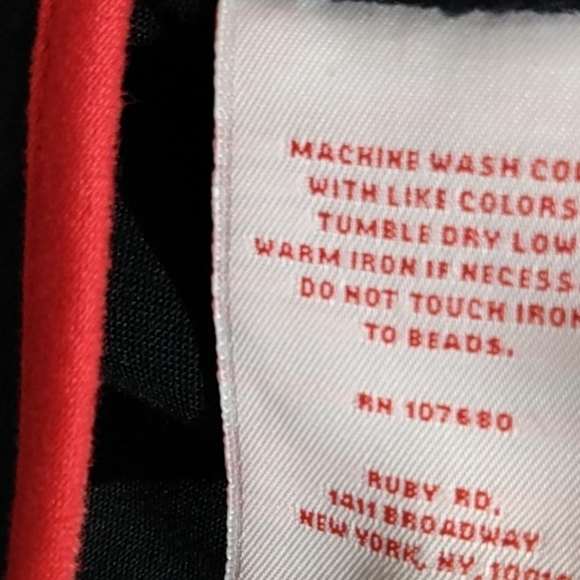 MACHINE WASH CO
WITH LIKE COLORS
TUMBLE DRY LOW
WARM IRON IF NECESS
DO NOT TOUCH IRON
TO BEADS.
RN 107680
RUBY RD.
1411 BROADWAY
NEW YORK, NY